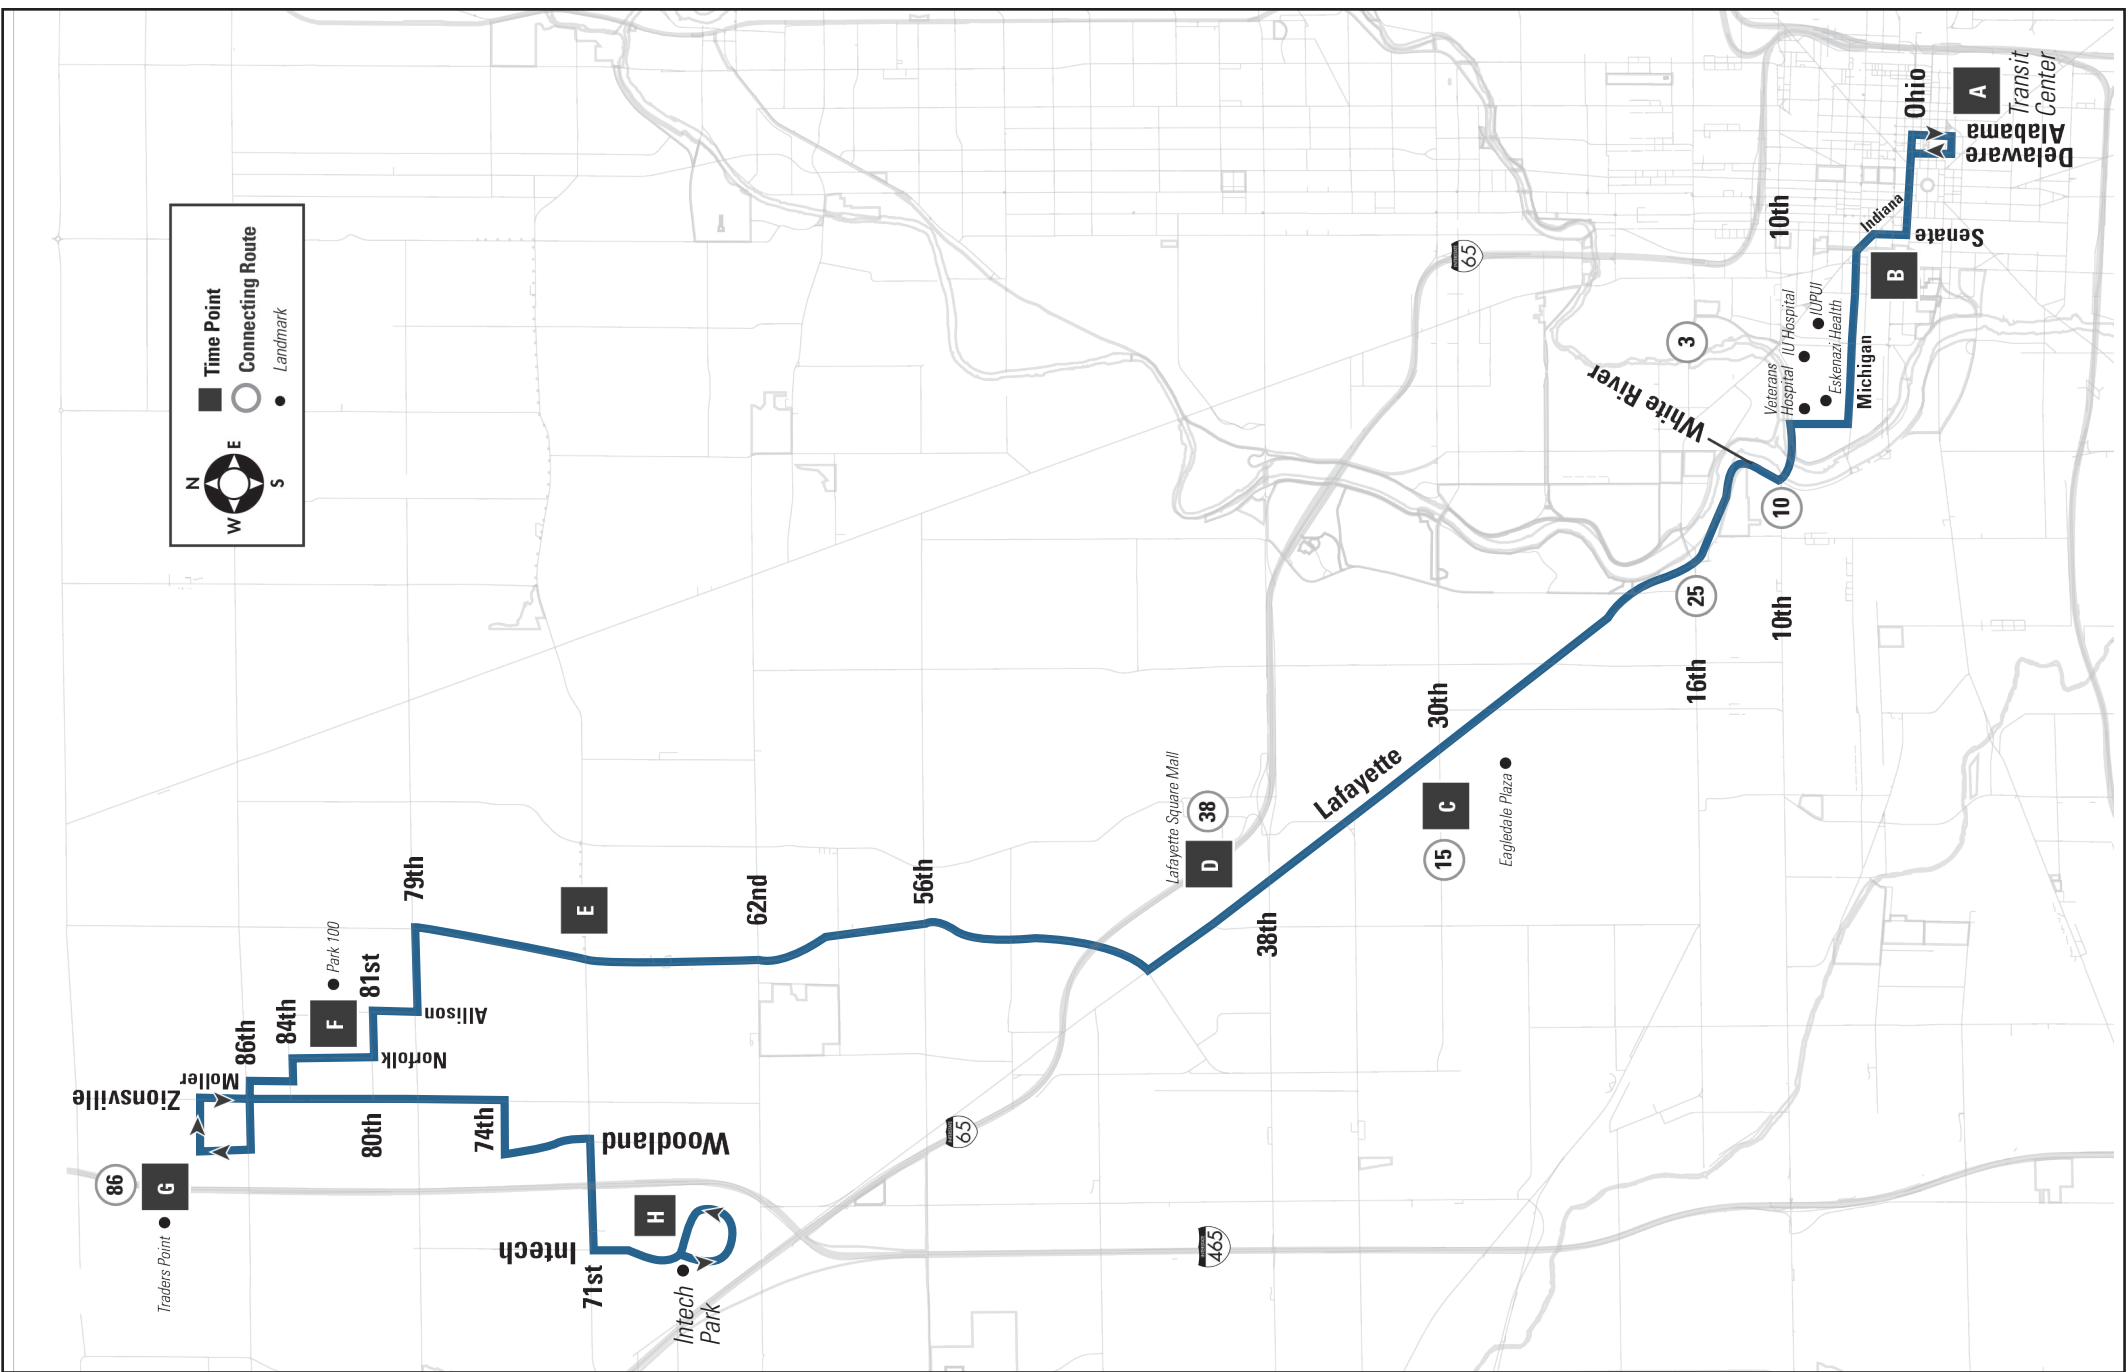 Time Point
Connecting Route
Landmark
N
W
E
S
86
G
Traders Point
Zionsville
Moller
86th
84th
F
Park 100
81st
79th
Allison
Norfolk
80th
74th
Woodland
Intech
71st
H
Intech
Park
E
62nd
56th
INTERSTATE
65
INTERSTATE
465
Lafayette Square Mall
38
D
38th
Lafayette
30th
C
15
Eagledale Plaza
16th
25
10th
10
White River
3
INTERSTATE
65
10th
Veterans
Hospital
IU Hospital
IUPUI
Eskenazi Health
Michigan
B
Indiana
Senate
Ohio
A
Transit
Center
Alabama
Delaware